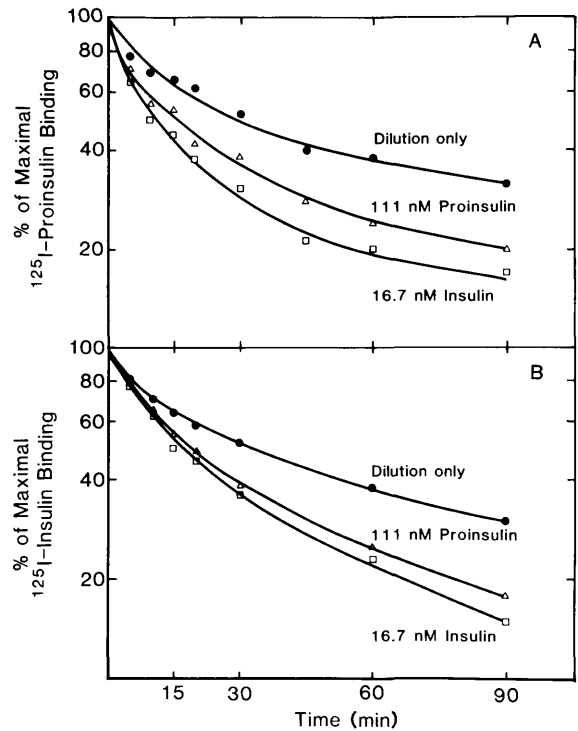 A
% of Maximal
¹²⁵I-Proinsulin Binding
100
80
60
40
20
Dilution only
111 nM Proinsulin
16.7 nM Insulin
B
% of Maximal
¹²⁵I-Insulin Binding
100
80
60
40
20
Dilution only
111 nM Proinsulin
16.7 nM Insulin
15 30 60 90
Time (min)